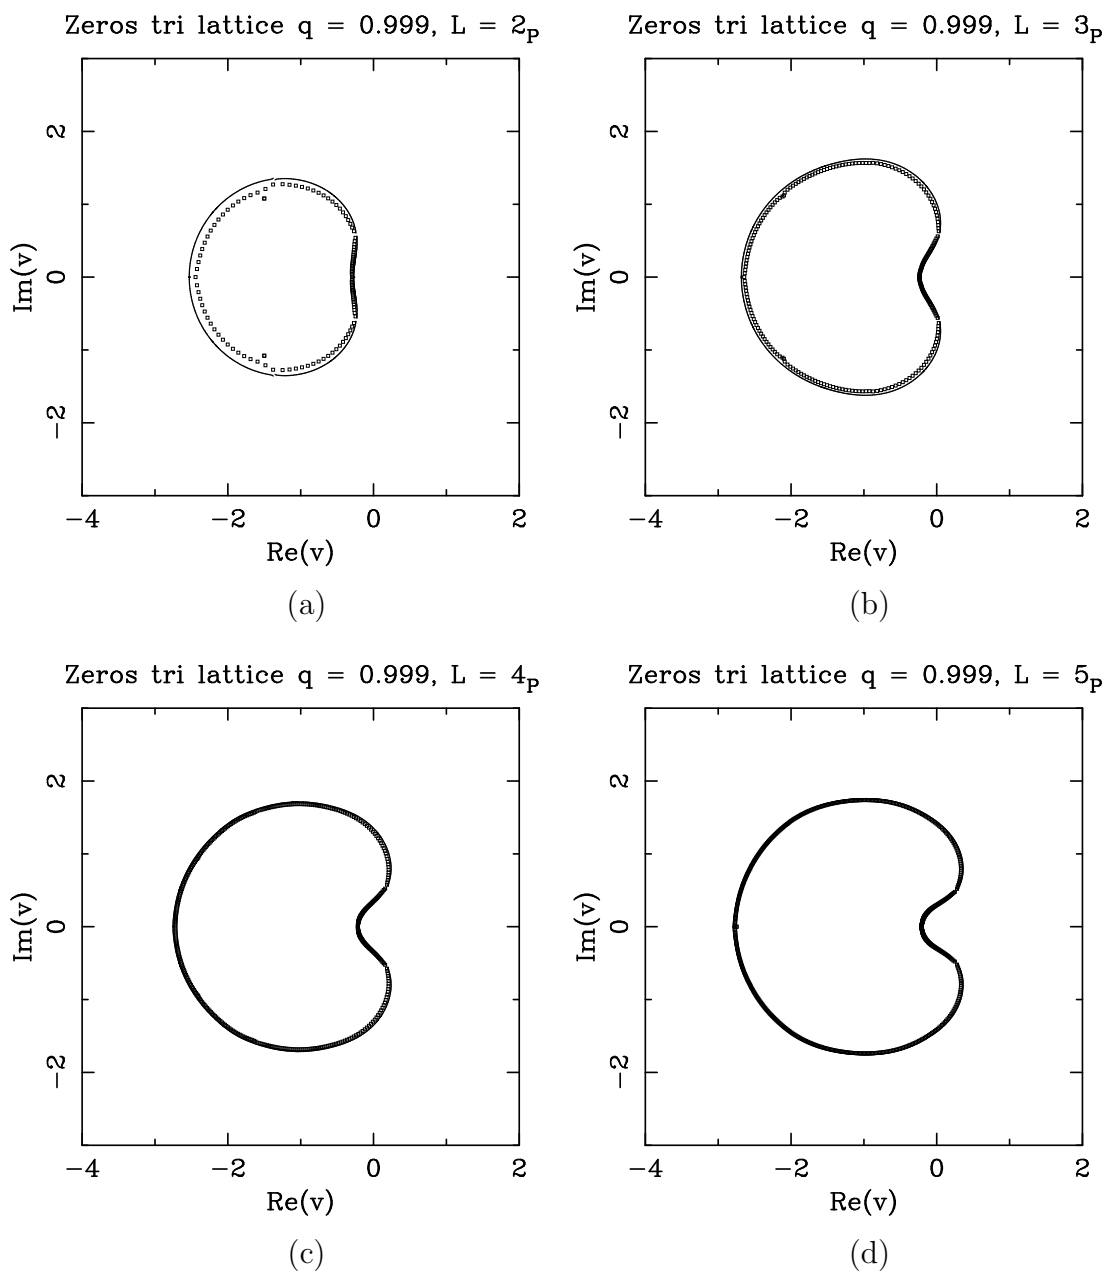 Zeros tri lattice q = 0.999, L = 2P
Zeros tri lattice q = 0.999, L = 3P
Im(v)
2
0
−2
−4
−2
0
2
Re(v)
(a)
Im(v)
2
0
−2
−4
−2
0
2
Re(v)
(b)
Zeros tri lattice q = 0.999, L = 4P
Zeros tri lattice q = 0.999, L = 5P
Im(v)
2
0
−2
−4
−2
0
2
Re(v)
(c)
Im(v)
2
0
−2
−4
−2
0
2
Re(v)
(d)